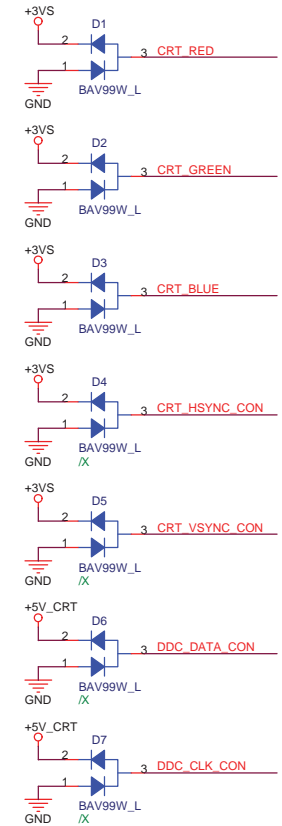 +3VS
D1
2
3 CRT_RED
1
BAV99W_L
GND
+3VS
D2
2
3 CRT_GREEN
1
BAV99W_L
GND
+3VS
D3
2
3 CRT_BLUE
1
BAV99W_L
GND
+3VS
D4
2
3 CRT_HSYNC_CON
1
BAV99W_L
GND /X
+3VS
D5
2
3 CRT_VSYNC_CON
1
BAV99W_L
GND /X
+5V_CRT
D6
2
3 DDC_DATA_CON
1
BAV99W_L
GND /X
+5V_CRT
D7
2
3 DDC_CLK_CON
1
BAV99W_L
GND /X